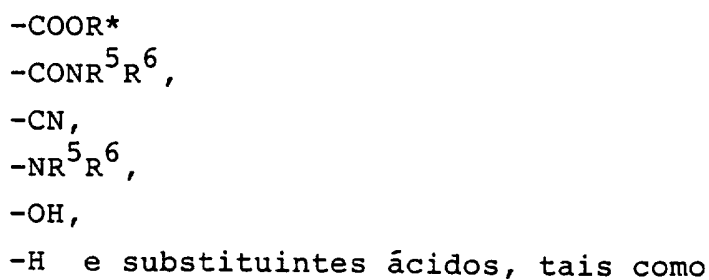 -COOR*
-CONR⁵R⁶,
-CN,
-NR⁵R⁶,
-OH,
-H e substituintes ácidos, tais como